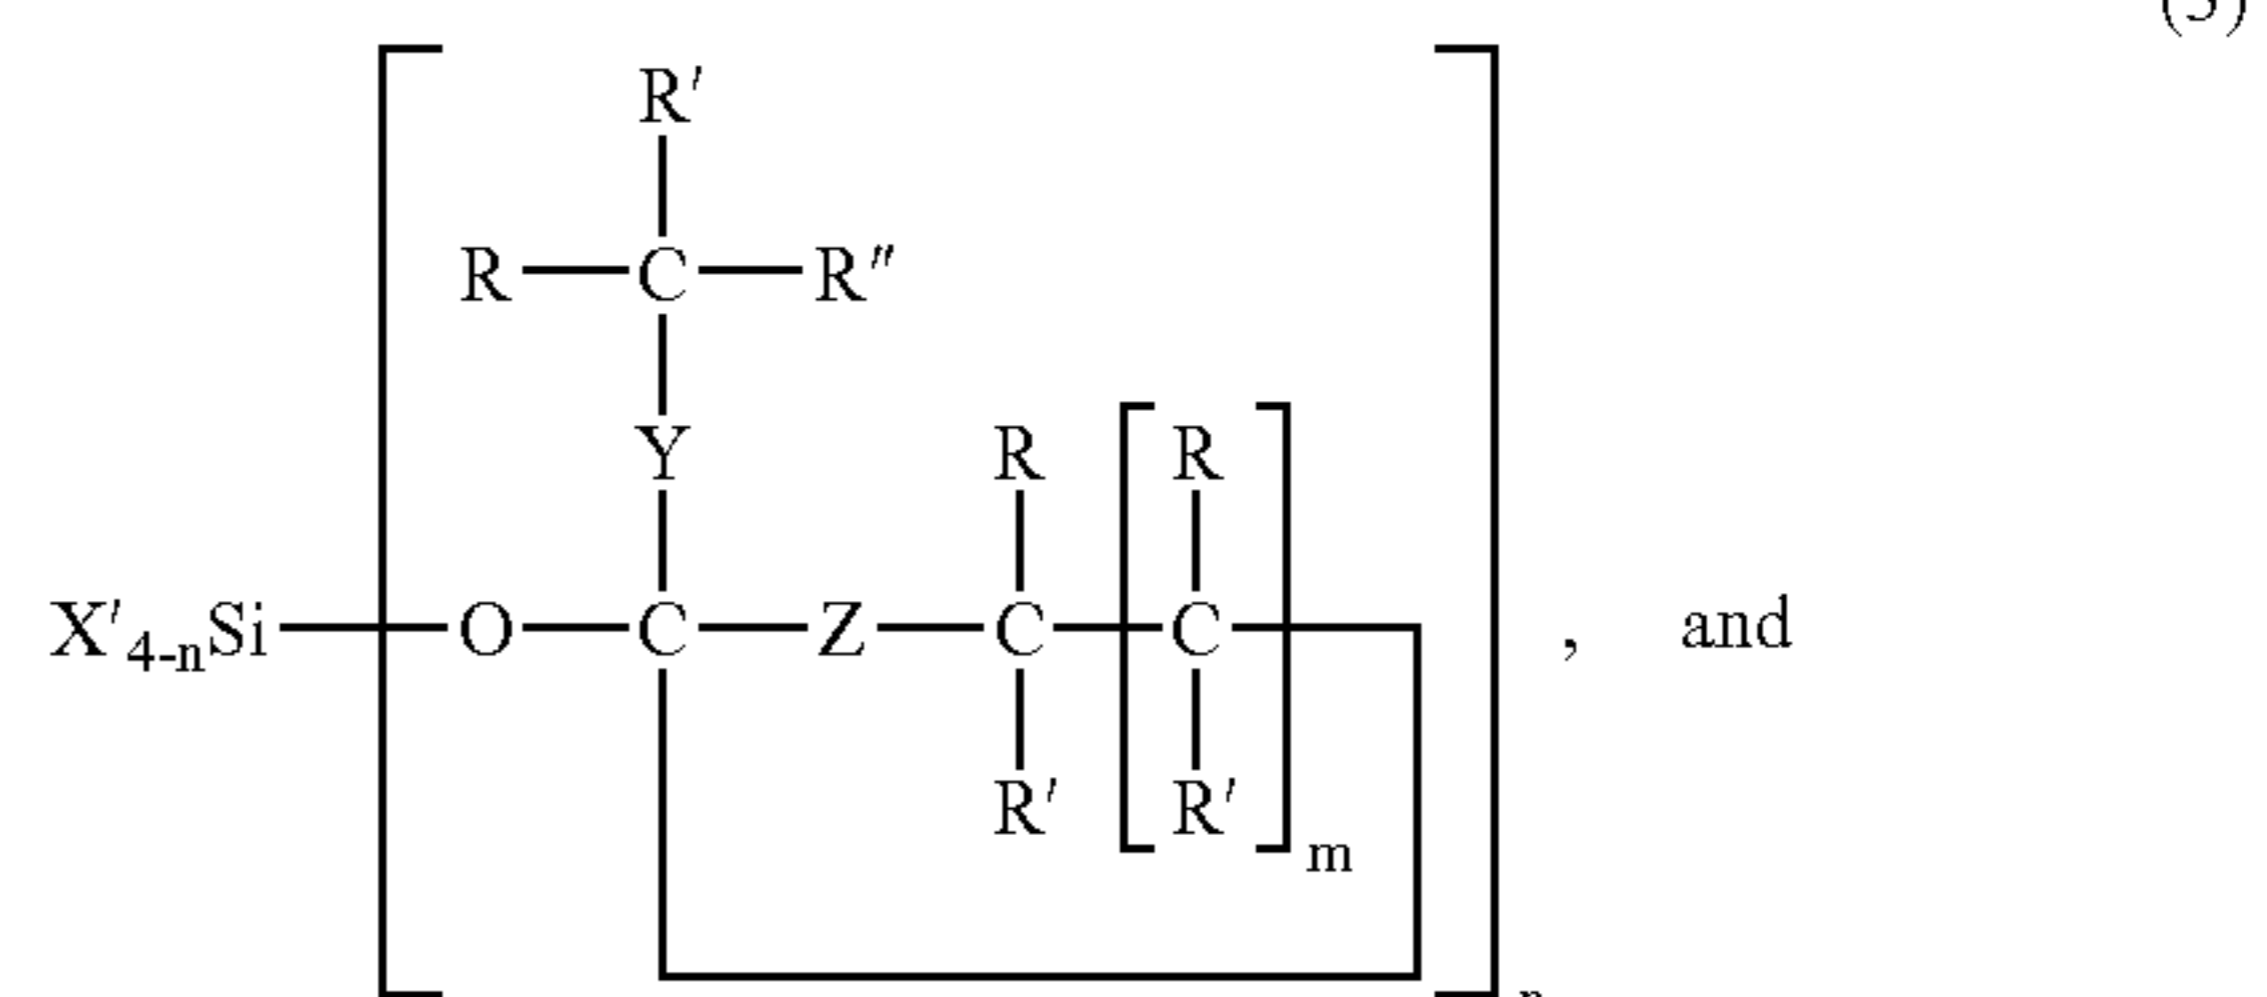 R′
R—C—R″
Y
R R
X′4-nSi—O—C—Z—C—C— , and
R′ R′
m
n